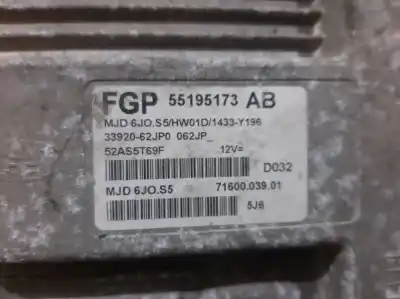 FGP 55195173 AB
MJD 6JO.S5/HW01D/1433-Y196
33920-62JP0 062JP_
52AS5T69F 12V=
D032
MJD 6JO.S5 71600.039.01
5J6